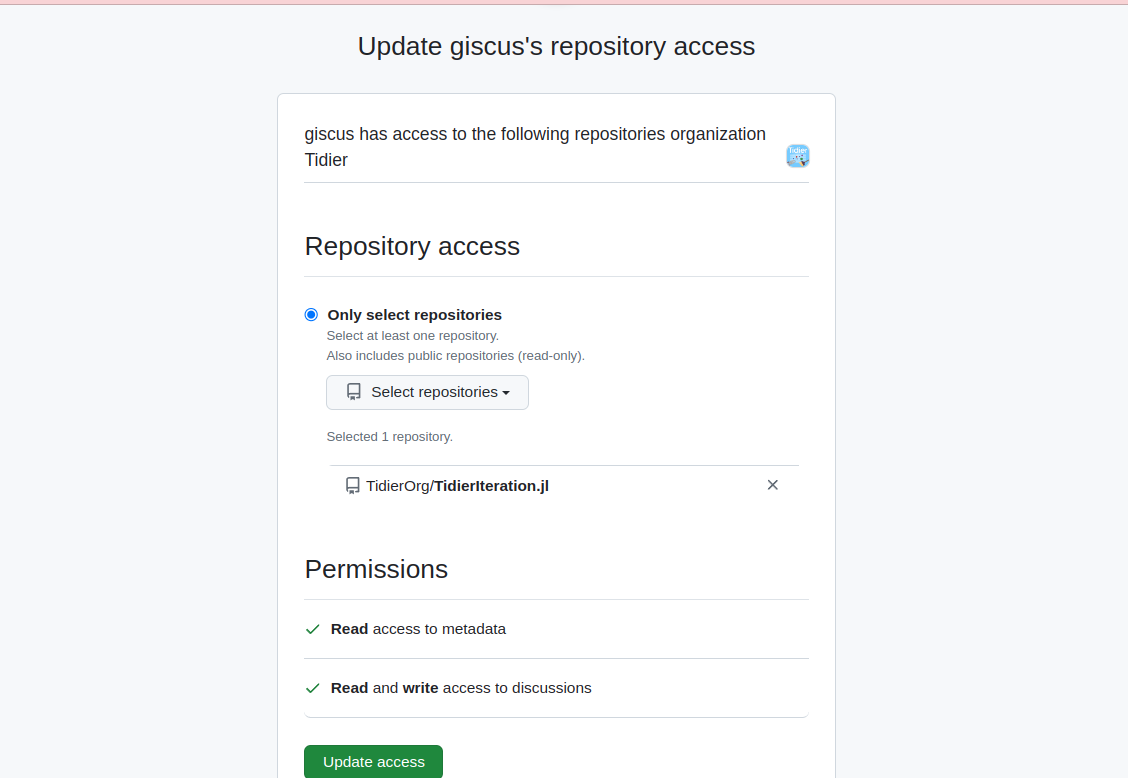 Update giscus's repository access
giscus has access to the following repositories organization
Tidier
Tidier
Repository access
Only select repositories
Select at least one repository.
Also includes public repositories (read-only).
Select repositories
Selected 1 repository.
TidierOrg/TidierIteration.jl
Permissions
Read access to metadata
Read and write access to discussions
Update access